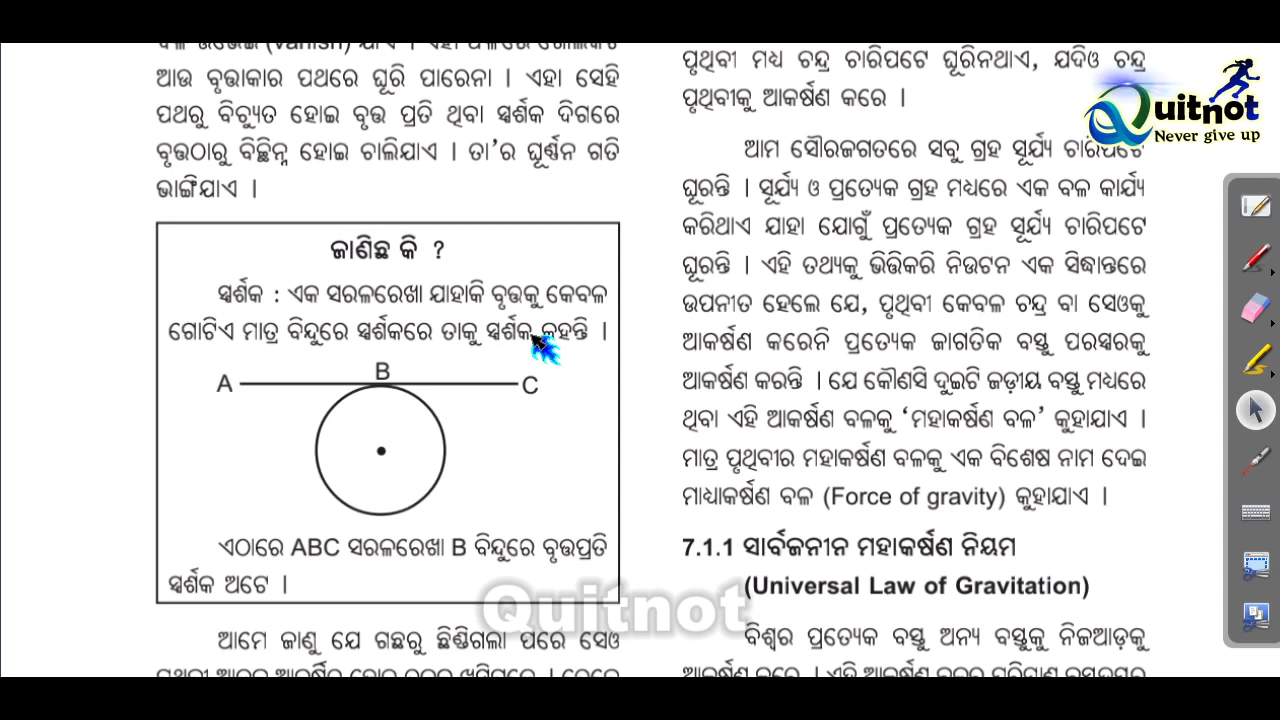 ଆଉ ବୃତ୍ତାକାର ପଥରେ ଘୂରି ପାରେନା । ଏହା ସେହି
ପଥରୁ ବିଚ୍ୟୁତ ହୋଇ ବୃତ୍ତ ପ୍ରତି ଥିବା ସ୍ପର୍ଶକ ଦିଗରେ
ବୃତ୍ତଠାରୁ ବିଚ୍ଛିନ୍ନ ହୋଇ ଚାଲିଯାଏ । ତା’ର ଘୂର୍ଣ୍ଣନ ଗତି
ଭାଙ୍ଗିଯାଏ ।
ଜାଣିଛ କି ?
ସ୍ପର୍ଶକ : ଏକ ସରଳରେଖା ଯାହାକି ବୃତ୍ତକୁ କେବଳ
ଗୋଟିଏ ମାତ୍ର ବିନ୍ଦୁରେ ସ୍ପର୍ଶକରେ ତାକୁ ସ୍ପର୍ଶକ କହନ୍ତି ।
A B C
ଏଠାରେ ABC ସରଳରେଖା B ବିନ୍ଦୁରେ ବୃତ୍ତପ୍ରତି
ସ୍ପର୍ଶକ ଅଟେ ।
ଆମେ ଜାଣୁ ଯେ ଗଛରୁ ଛିଣ୍ଡିଗଲା ପରେ ସେଓ
ପୃଥିବୀ ମଧ୍ୟ ଚନ୍ଦ୍ର ଚାରିପଟେ ଘୂରିନଥାଏ, ଯଦିଓ ଚନ୍ଦ୍ର
ପୃଥିବୀକୁ ଆକର୍ଷଣ କରେ ।
ଆମ ସୌରଜଗତରେ ସବୁ ଗ୍ରହ ସୂର୍ଯ୍ୟ ଚାରିପଟେ
ଘୂରନ୍ତି । ସୂର୍ଯ୍ୟ ଓ ପ୍ରତ୍ୟେକ ଗ୍ରହ ମଧ୍ୟରେ ଏକ ବଳ କାର୍ଯ୍ୟ
କରିଥାଏ ଯାହା ଯୋଗୁଁ ପ୍ରତ୍ୟେକ ଗ୍ରହ ସୂର୍ଯ୍ୟ ଚାରିପଟେ
ଘୂରନ୍ତି । ଏହି ତଥ୍ୟକୁ ଭିତ୍ତିକରି ନିଉଟନ ଏକ ସିଦ୍ଧାନ୍ତରେ
ଉପନୀତ ହେଲେ ଯେ, ପୃଥିବୀ କେବଳ ଚନ୍ଦ୍ର ବା ସେଓକୁ
ଆକର୍ଷଣ କରେନି ପ୍ରତ୍ୟେକ ଜାଗତିକ ବସ୍ତୁ ପରସ୍ପରକୁ
ଆକର୍ଷଣ କରନ୍ତି । ଯେ କୌଣସି ଦୁଇଟି ଜଡ଼ୀୟ ବସ୍ତୁ ମଧ୍ୟରେ
ଥିବା ଏହି ଆକର୍ଷଣ ବଳକୁ ‘ମହାକର୍ଷଣ ବଳ’ କୁହାଯାଏ ।
ମାତ୍ର ପୃଥିବୀର ମହାକର୍ଷଣ ବଳକୁ ଏକ ବିଶେଷ ନାମ ଦେଇ
ମାଧ୍ୟାକର୍ଷଣ ବଳ (Force of gravity) କୁହାଯାଏ ।
7.1.1 ସାର୍ବଜନୀନ ମହାକର୍ଷଣ ନିୟମ
(Universal Law of Gravitation)
ବିଶ୍ୱର ପ୍ରତ୍ୟେକ ବସ୍ତୁ ଅନ୍ୟ ବସ୍ତୁକୁ ନିଜଆଡ଼କୁ
Quitnot
Never give up
Quitnot